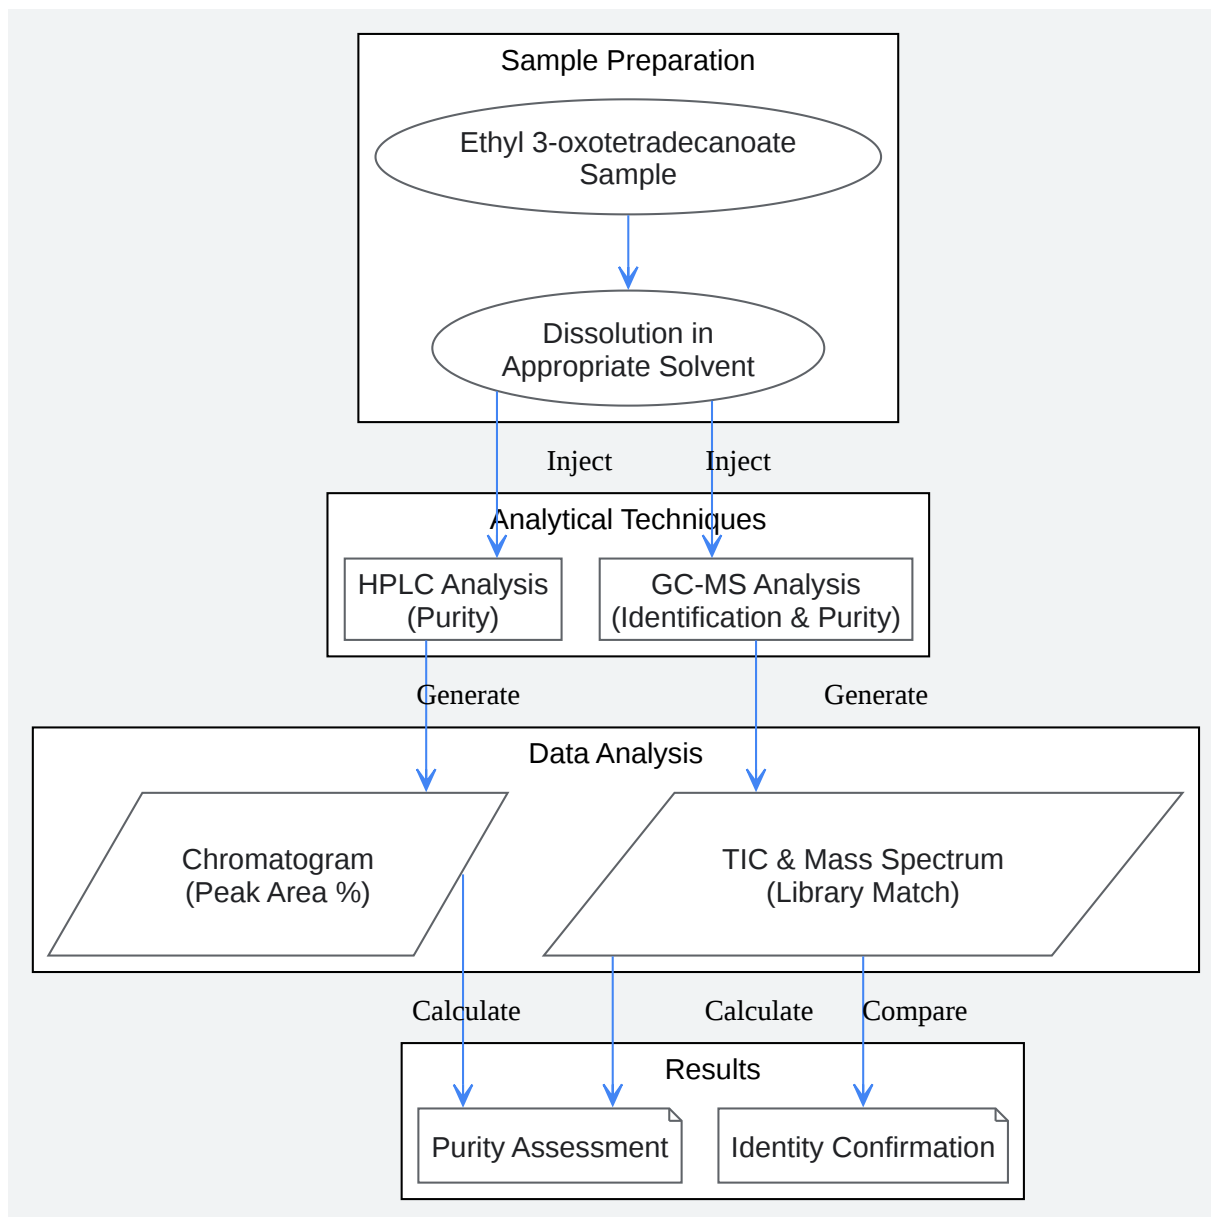 Sample Preparation
Ethyl 3-oxotetradecanoate
Sample
Dissolution in
Appropriate Solvent
Inject
Inject
Analytical Techniques
HPLC Analysis
(Purity)
GC-MS Analysis
(Identification & Purity)
Generate
Generate
Data Analysis
Chromatogram
(Peak Area %)
TIC & Mass Spectrum
(Library Match)
Calculate
Calculate
Compare
Results
Purity Assessment
Identity Confirmation